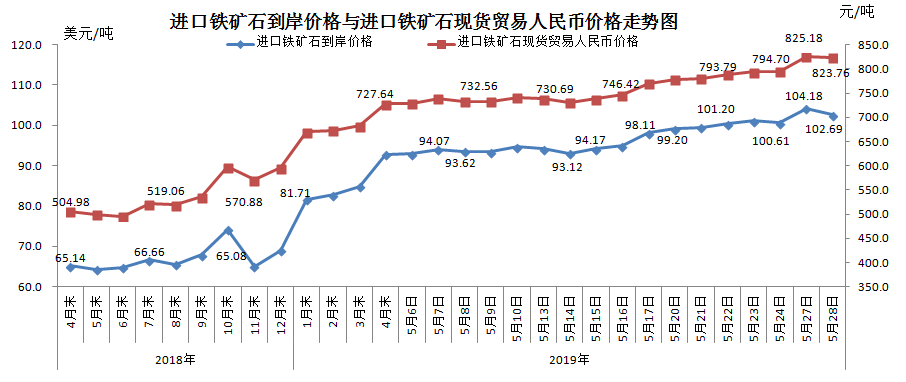 进口铁矿石到岸价格与进口铁矿石现货贸易人民币价格走势图
美元/吨
元/吨
进口铁矿石到岸价格
进口铁矿石现货贸易人民币价格
120.0
110.0
100.0
90.0
80.0
70.0
60.0
850.0
800.0
750.0
700.0
650.0
600.0
550.0
500.0
450.0
400.0
350.0
504.98
519.06
570.88
727.64
732.56
730.69
746.42
793.79
794.70
825.18
823.76
65.14
66.66
65.08
81.71
94.07
93.62
93.12
94.17
98.11
99.20
101.20
100.61
104.18
102.69
4月末
5月末
6月末
7月末
8月末
9月末
10月末
11月末
12月末
1月末
2月末
3月末
4月末
5月6日
5月7日
5月8日
5月9日
5月10日
5月13日
5月14日
5月15日
5月16日
5月17日
5月20日
5月21日
5月22日
5月23日
5月24日
5月27日
5月28日
2018年
2019年